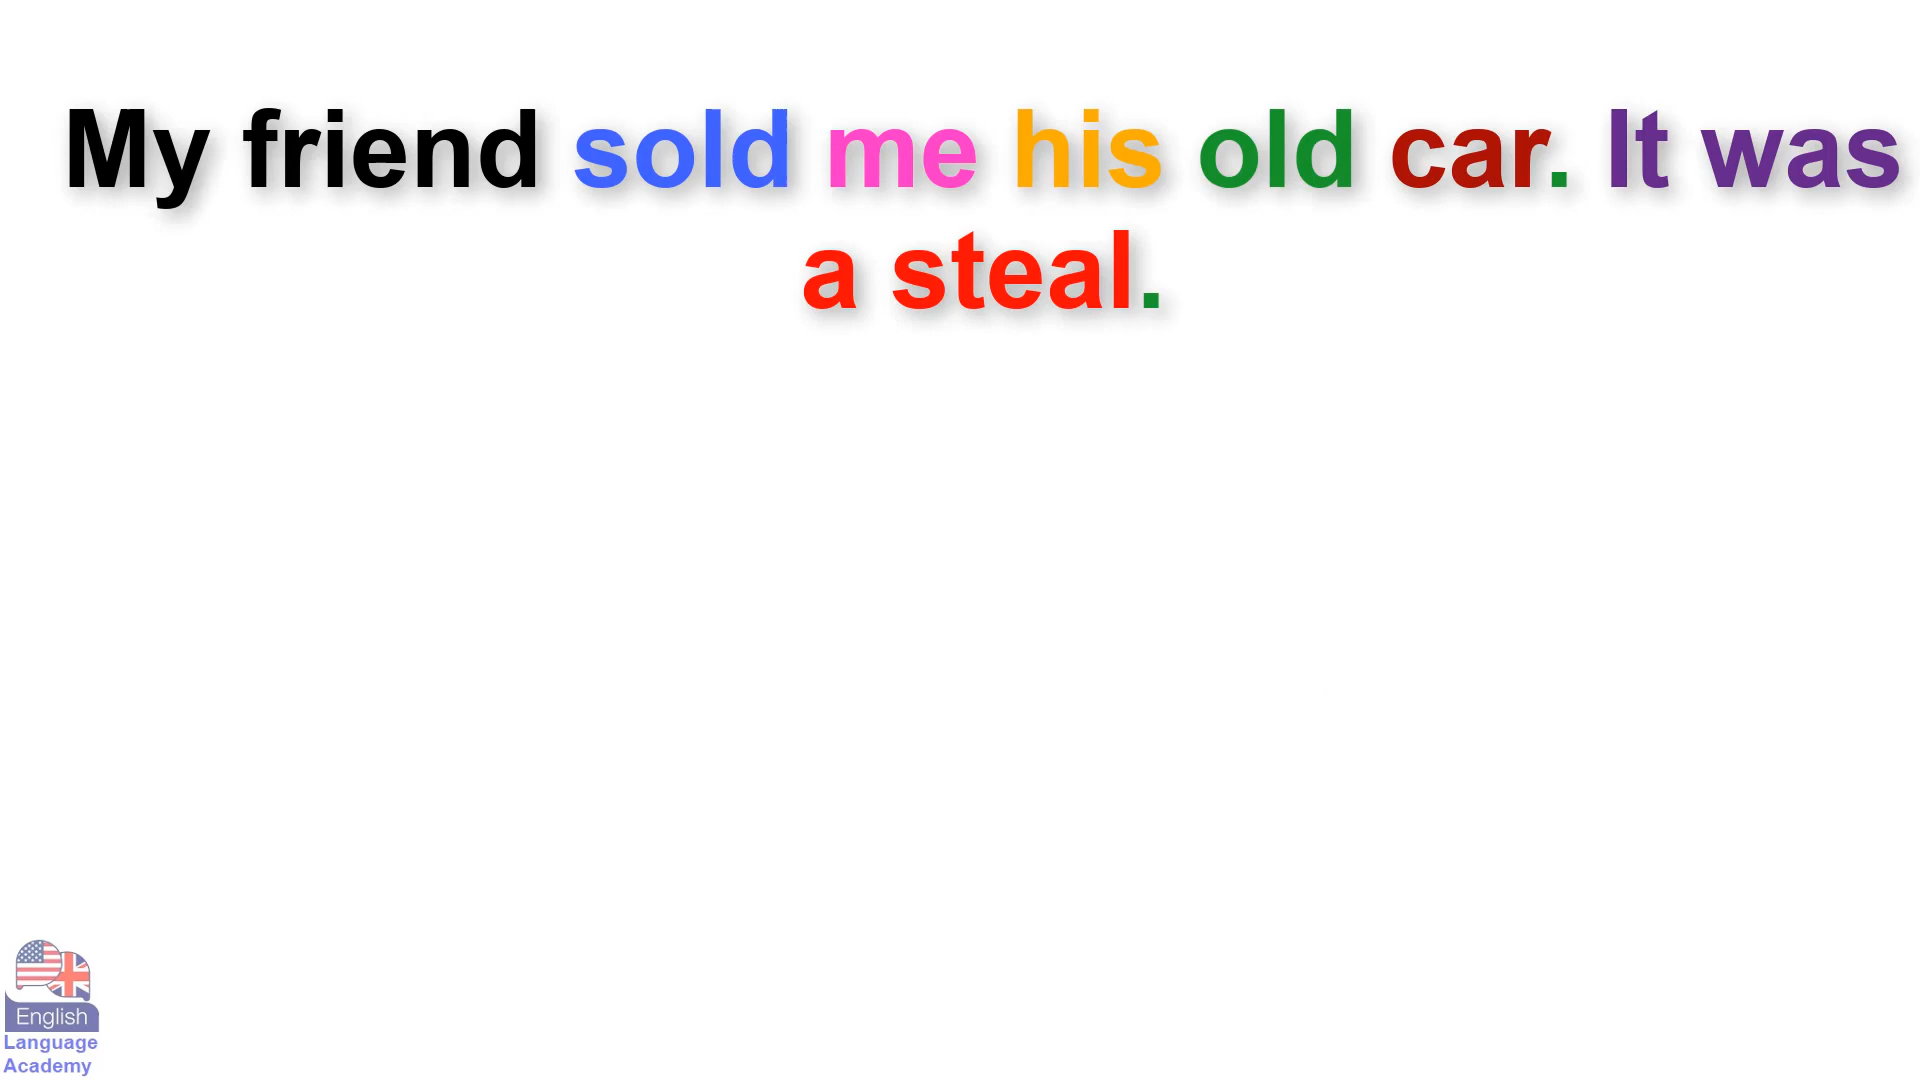 My friend sold me his old car. It was
a steal.
English
Language
Academy